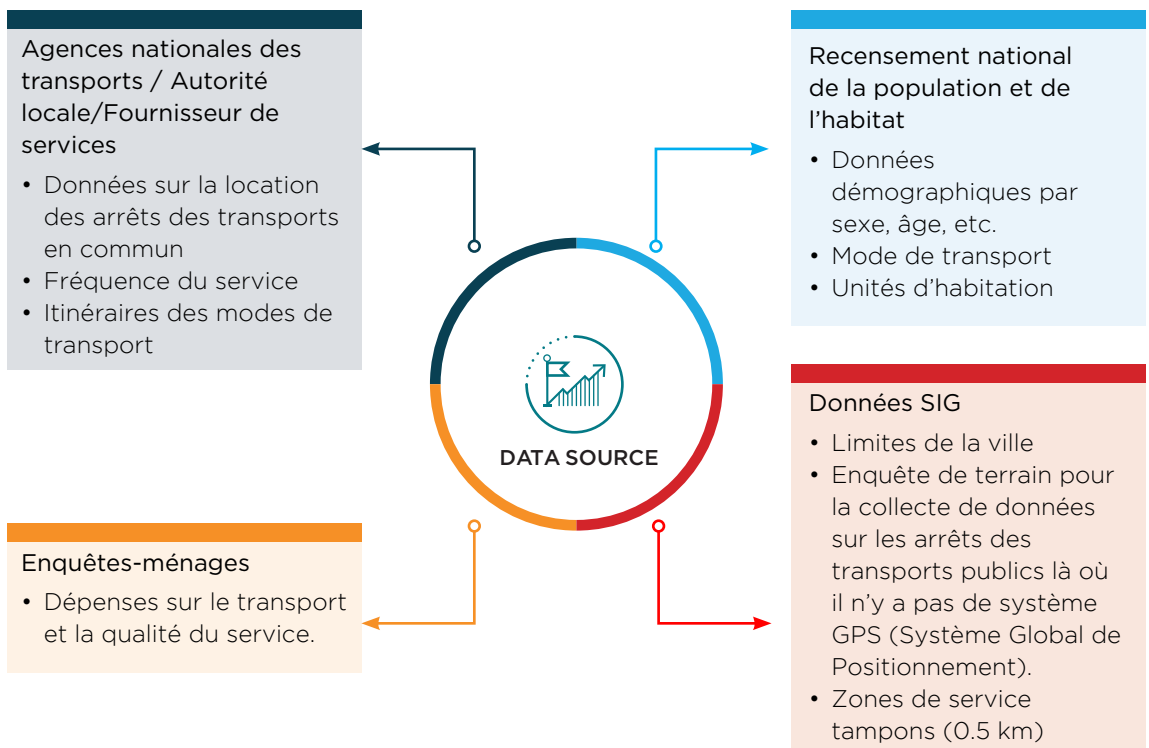 Agences nationales des
transports / Autorité
locale/Fournisseur de
services
• Données sur la location
des arrêts des transports
en commun
• Fréquence du service
• Itinéraires des modes de
transport
Recensement national
de la population et de
l'habitat
• Données
démographiques par
sexe, âge, etc.
• Mode de transport
• Unités d'habitation
DATA SOURCE
Enquêtes-ménages
• Dépenses sur le transport
et la qualité du service.
Données SIG
• Limites de la ville
• Enquête de terrain pour
la collecte de données
sur les arrêts des
transports publics là où
il n'y a pas de système
GPS (Système Global de
Positionnement).
• Zones de service
tampons (0.5 km)